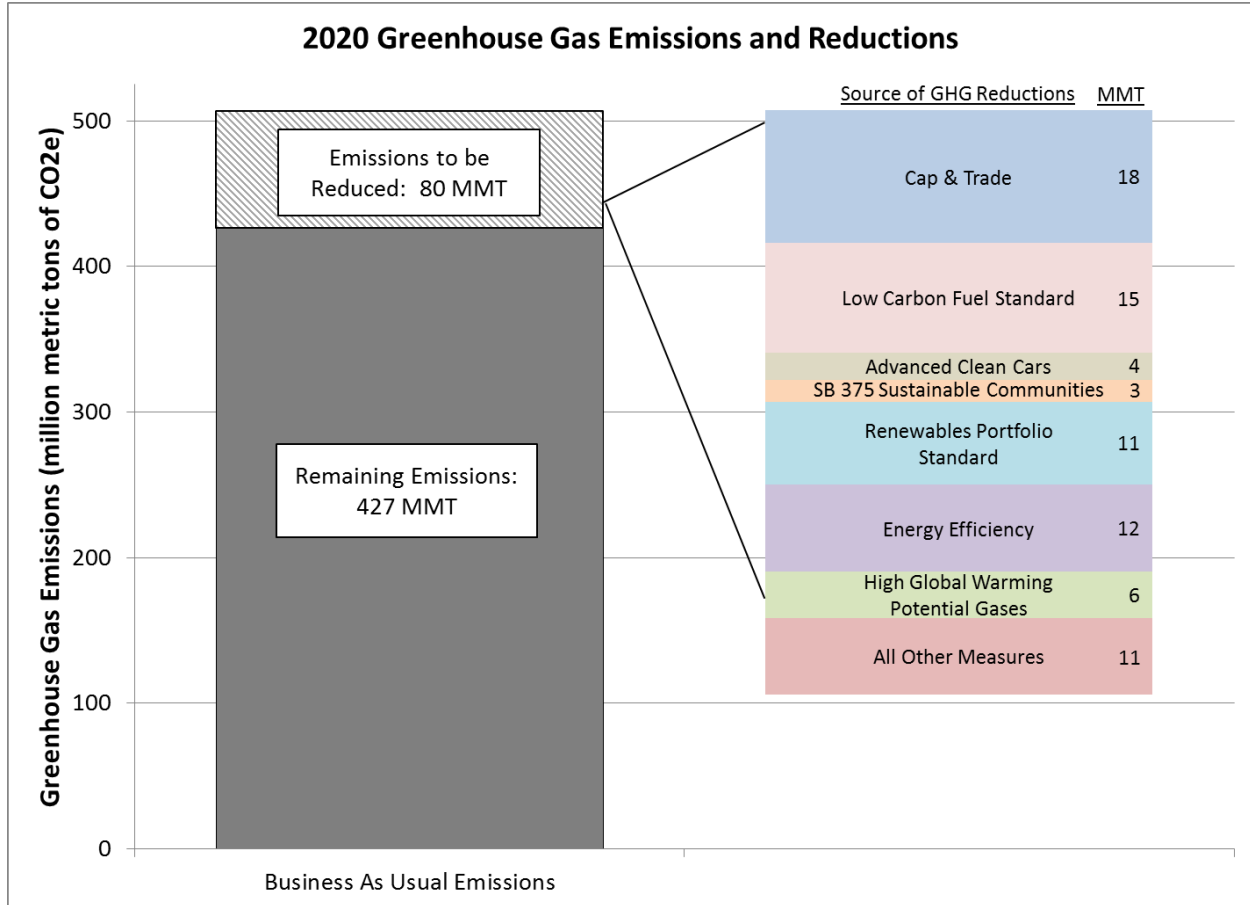 2020 Greenhouse Gas Emissions and Reductions
Greenhouse Gas Emissions (million metric tons of CO2e)
500
400
300
200
100
0
Emissions to be
Reduced: 80 MMT
Remaining Emissions:
427 MMT
Business As Usual Emissions
Source of GHG Reductions MMT
Cap & Trade 18
Low Carbon Fuel Standard 15
Advanced Clean Cars 4
SB 375 Sustainable Communities 3
Renewables Portfolio
Standard 11
Energy Efficiency 12
High Global Warming
Potential Gases 6
All Other Measures 11